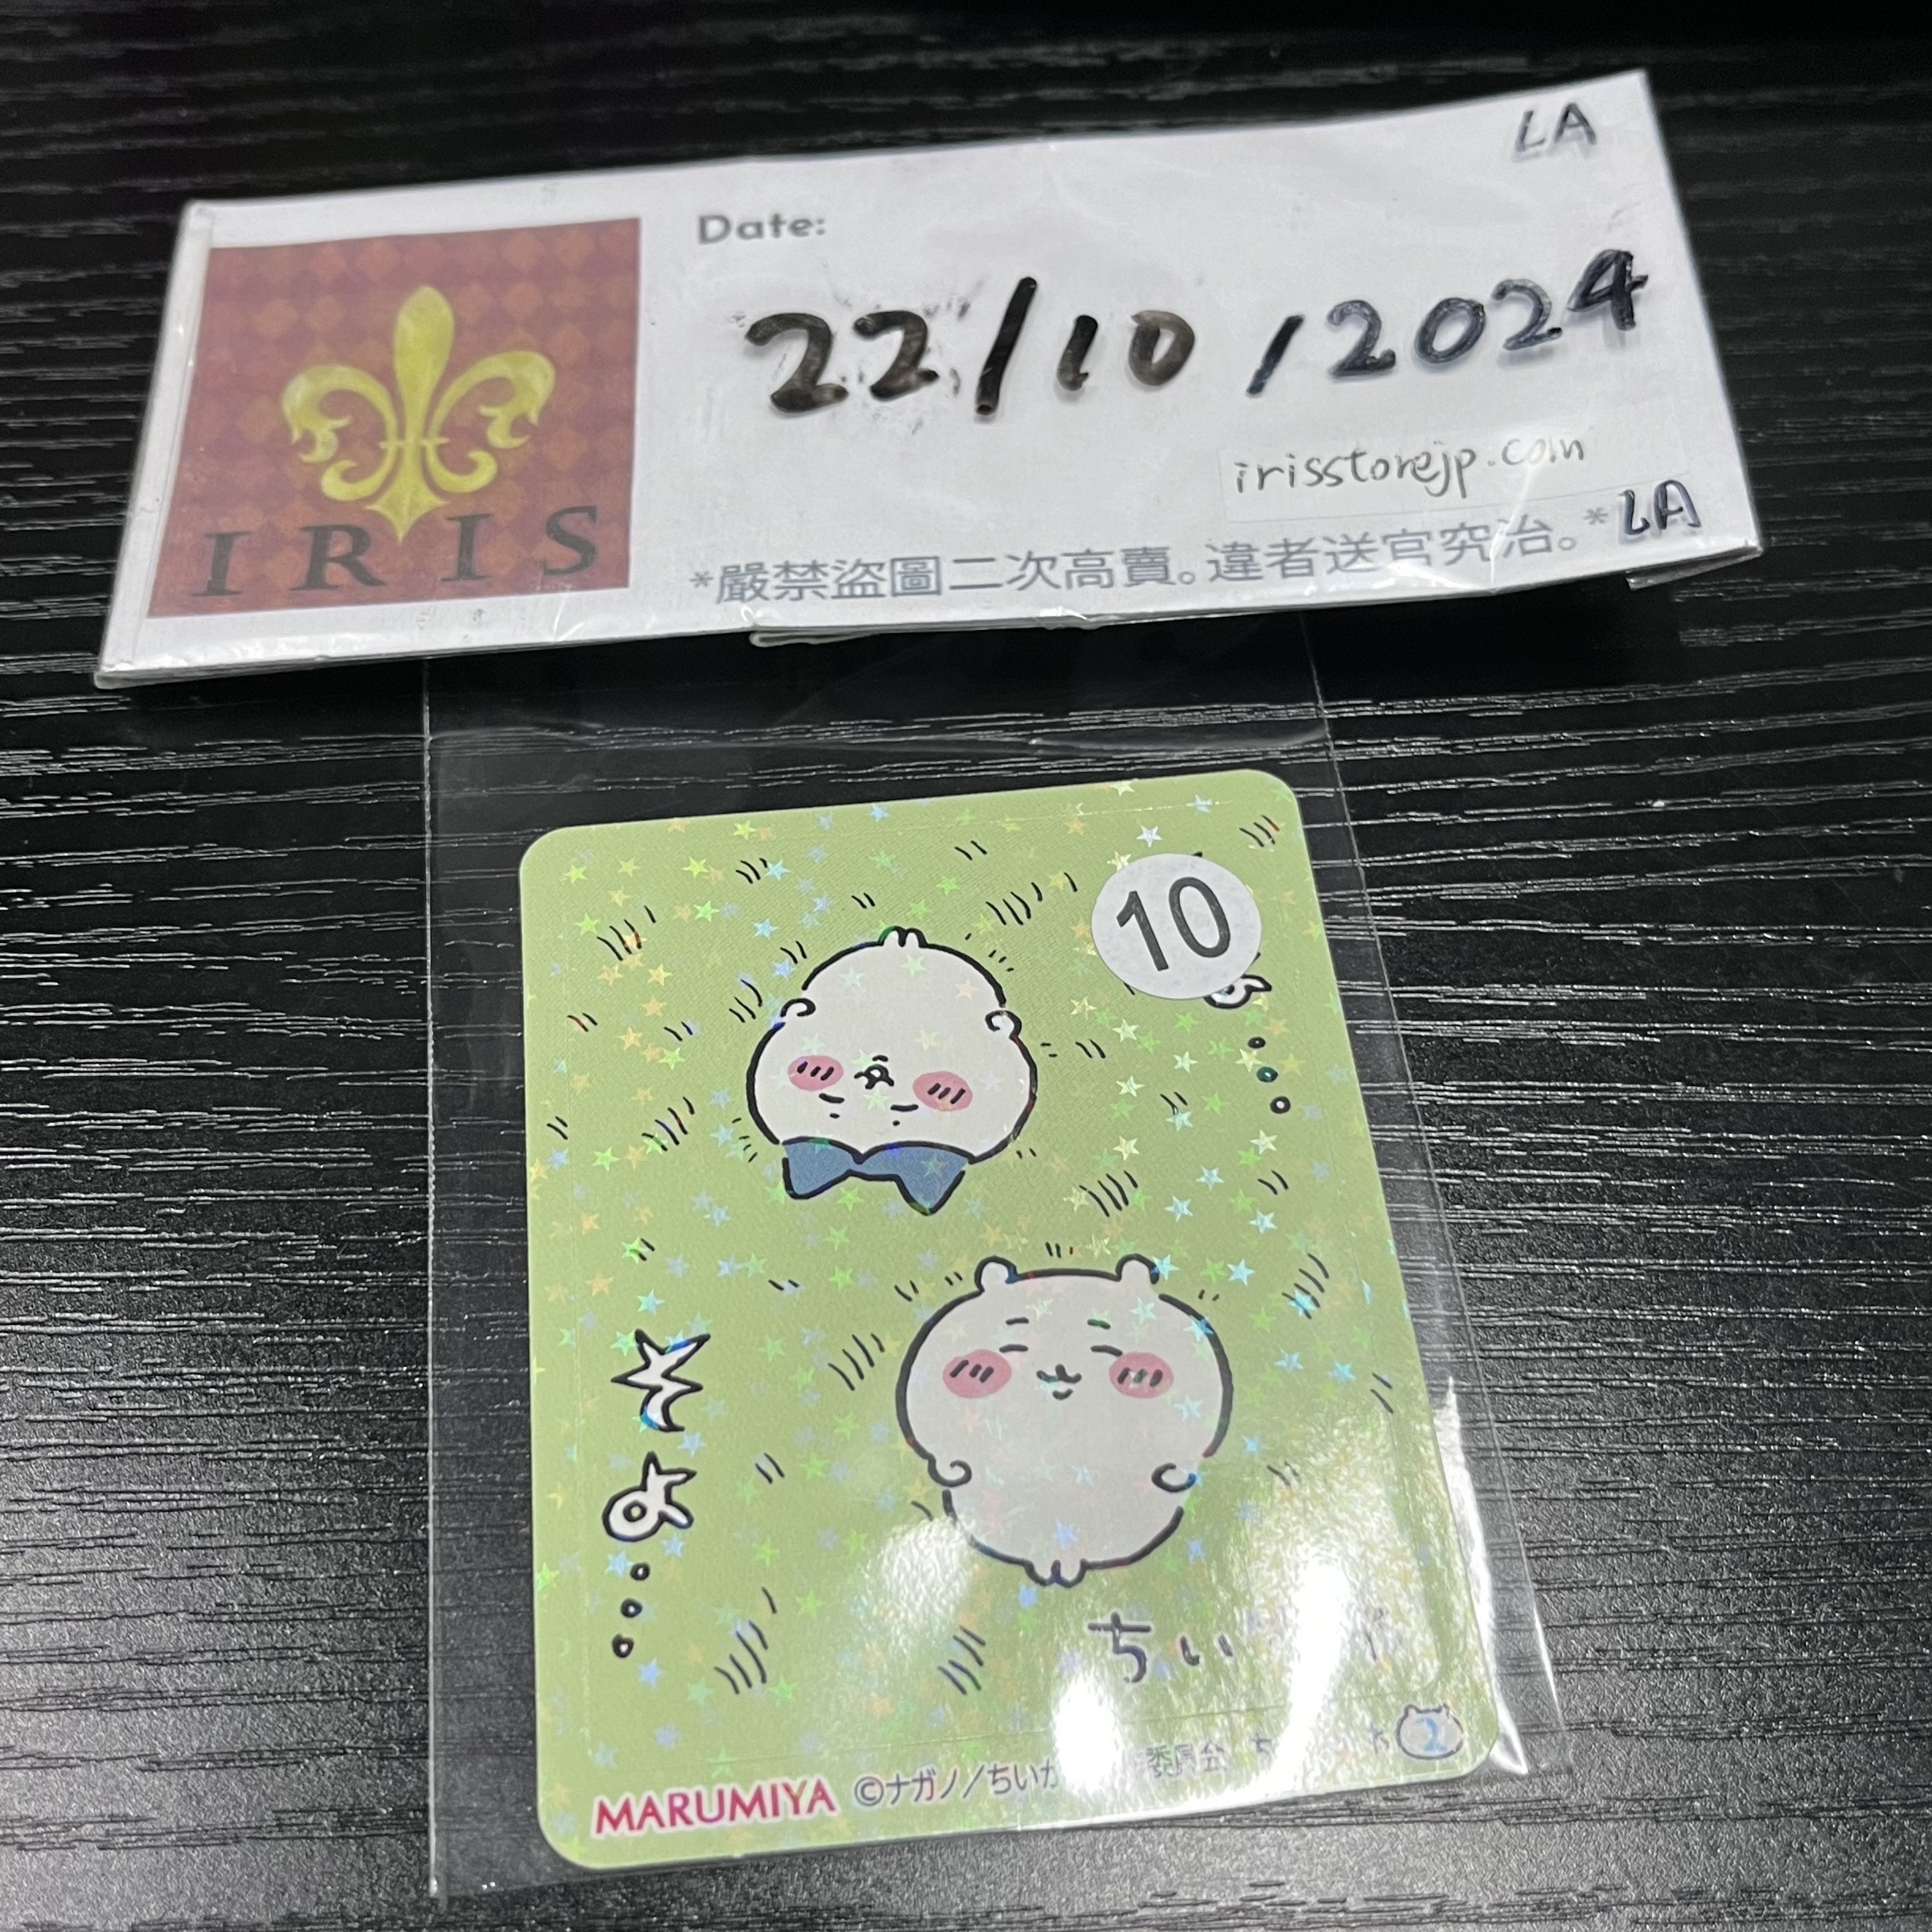 LA
Date:
22/10/2024
irisstorejp.com
IRIS
*嚴禁盜圖二次高賣。違者送官究治。*LA
10
そよ...
ちい
2
MARUMIYA ©ナガノ/ちいか 委員会